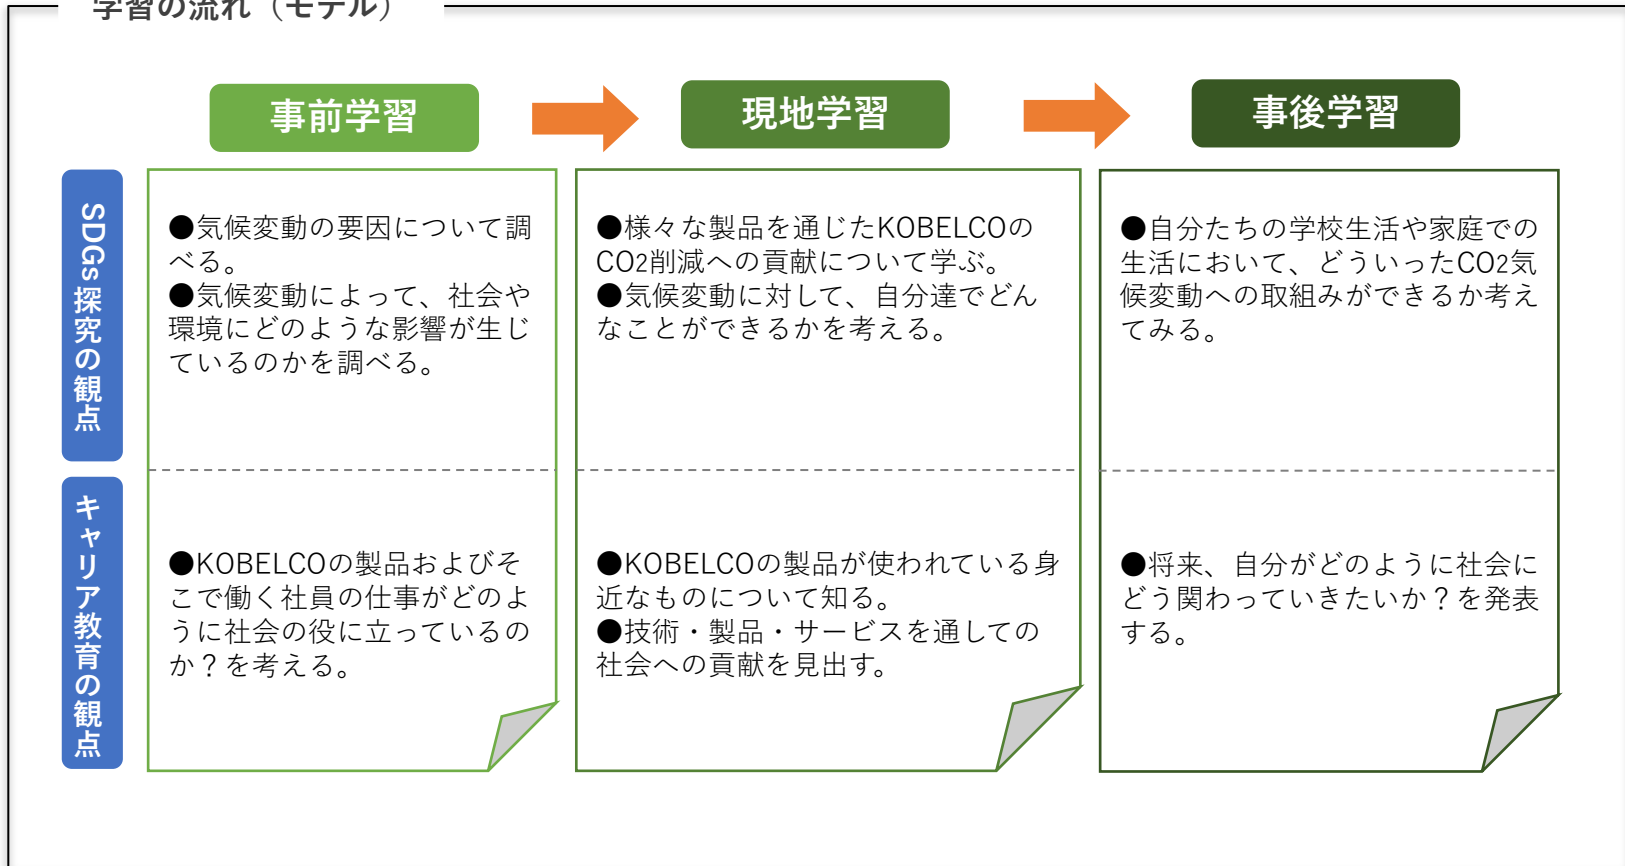 学習の流れ（モデル）
事前学習
現地学習
事後学習
SDGs探究の観点
●気候変動の要因について調
べる。
●気候変動によって、社会や
環境にどのような影響が生じ
ているのかを調べる。
●様々な製品を通じたKOBELCOの
CO2削減への貢献について学ぶ。
●気候変動に対して、自分達でどん
なことができるかを考える。
●自分たちの学校生活や家庭での
生活において、どういったCO2気
候変動への取組みができるか考え
てみる。
キャリア教育の観点
●KOBELCOの製品およびそ
こで働く社員の仕事がどのよ
うに社会の役に立っているの
か？を考える。
●KOBELCOの製品が使われている身
近なものについて知る。
●技術・製品・サービスを通しての
社会への貢献を見出す。
●将来、自分がどのように社会に
どう関わっていきたいか？を発表
する。